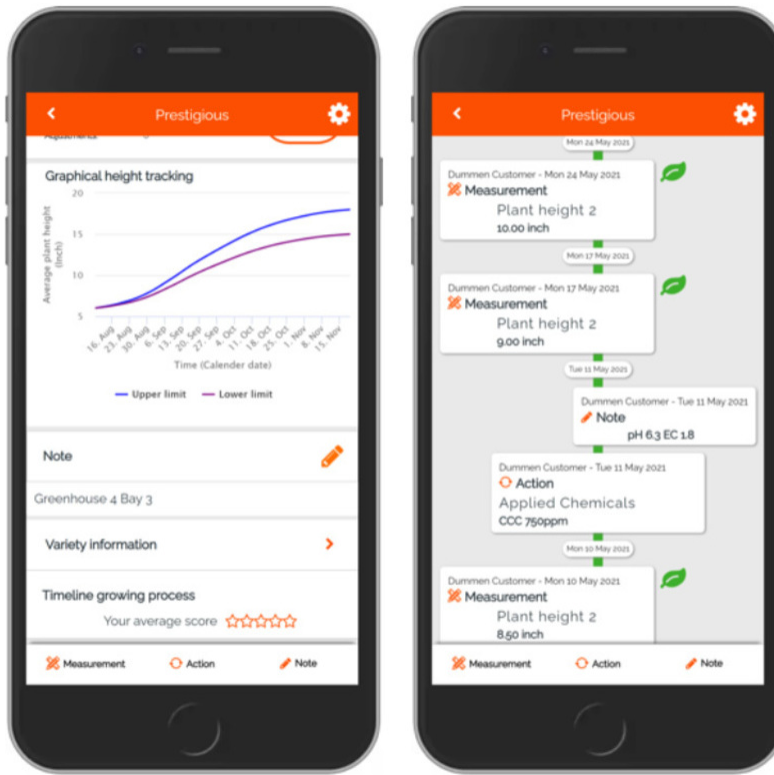 Prestigious
Adjustments
Graphical height tracking
20
15
10
5
Average plant height
(Inch)
16. Aug
23. Aug
30. Aug
6. Sep
13. Sep
20. Sep
27. Sep
4. Oct
11. Oct
18. Oct
25. Oct
1. Nov
8. Nov
15. Nov
Time (Calender date)
Upper limit
Lower limit
Note
Greenhouse 4 Bay 3
Variety information
Timeline growing process
Your average score
Measurement
Action
Note
Prestigious
Mon 24 May 2021
Dummen Customer - Mon 24 May 2021
Measurement
Plant height 2
10.00 inch
Mon 17 May 2021
Dummen Customer - Mon 17 May 2021
Measurement
Plant height 2
9.00 inch
Tue 11 May 2021
Dummen Customer - Tue 11 May 2021
Note
pH 6.3 EC 1.8
Dummen Customer - Tue 11 May 2021
Action
Applied Chemicals
CCC 750ppm
Mon 10 May 2021
Dummen Customer - Mon 10 May 2021
Measurement
Plant height 2
8.50 inch
Measurement
Action
Note